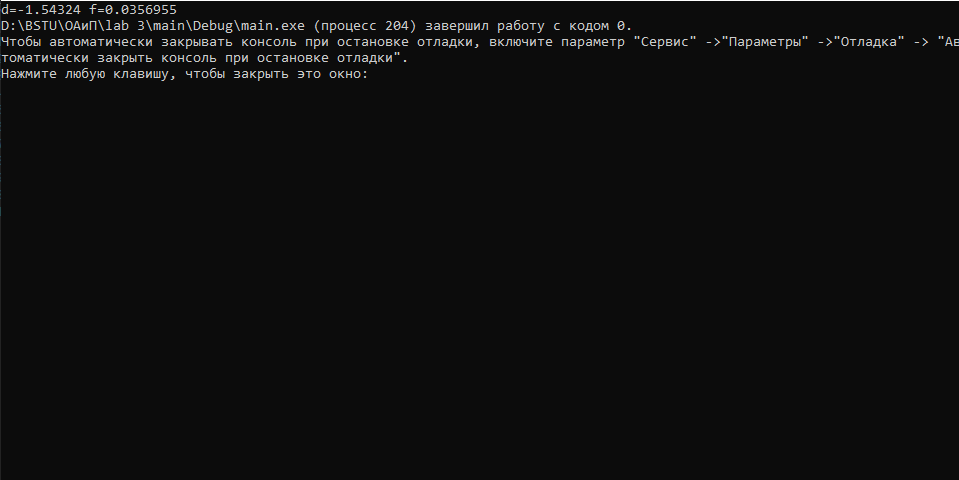 d=-1.54324 f=0.0356955
D:\BSTU\ОАиП\lab 3\main\Debug\main.exe (процесс 204) завершил работу с кодом 0.
Чтобы автоматически закрывать консоль при остановке отладки, включите параметр "Сервис" ->"Параметры" ->"Отладка" -> "Ав
томатически закрыть консоль при остановке отладки".
Нажмите любую клавишу, чтобы закрыть это окно: